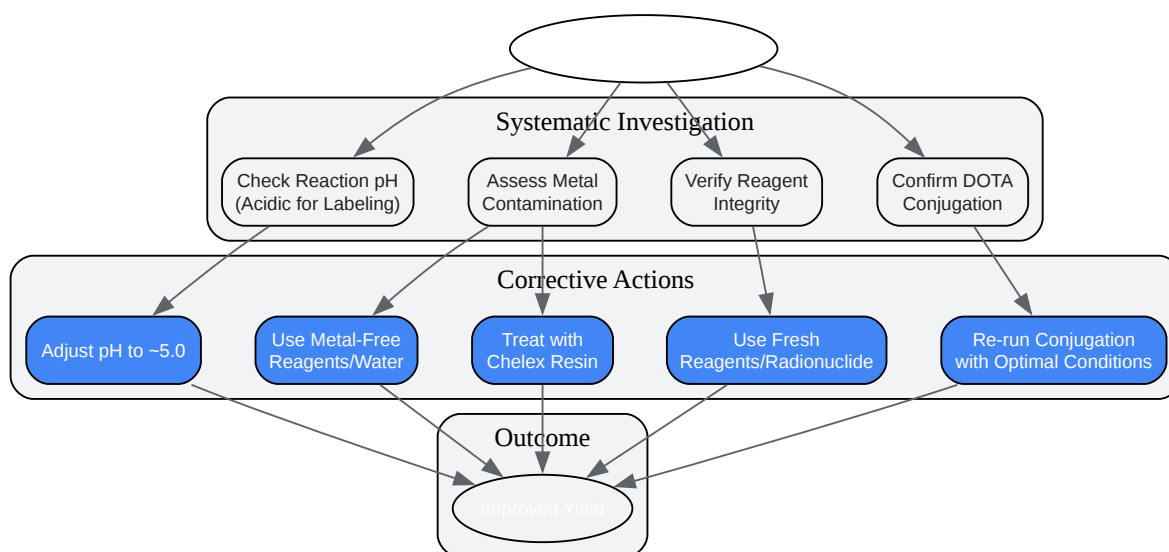 Systematic Investigation
Check Reaction pH
(Acidic for Labeling)
Assess Metal
Contamination
Verify Reagent
Integrity
Confirm DOTA
Conjugation
Corrective Actions
Adjust pH to ~5.0
Use Metal-Free
Reagents/Water
Treat with
Chelex Resin
Use Fresh
Reagents/Radionuclide
Re-run Conjugation
with Optimal Conditions
Outcome
Improved Yield